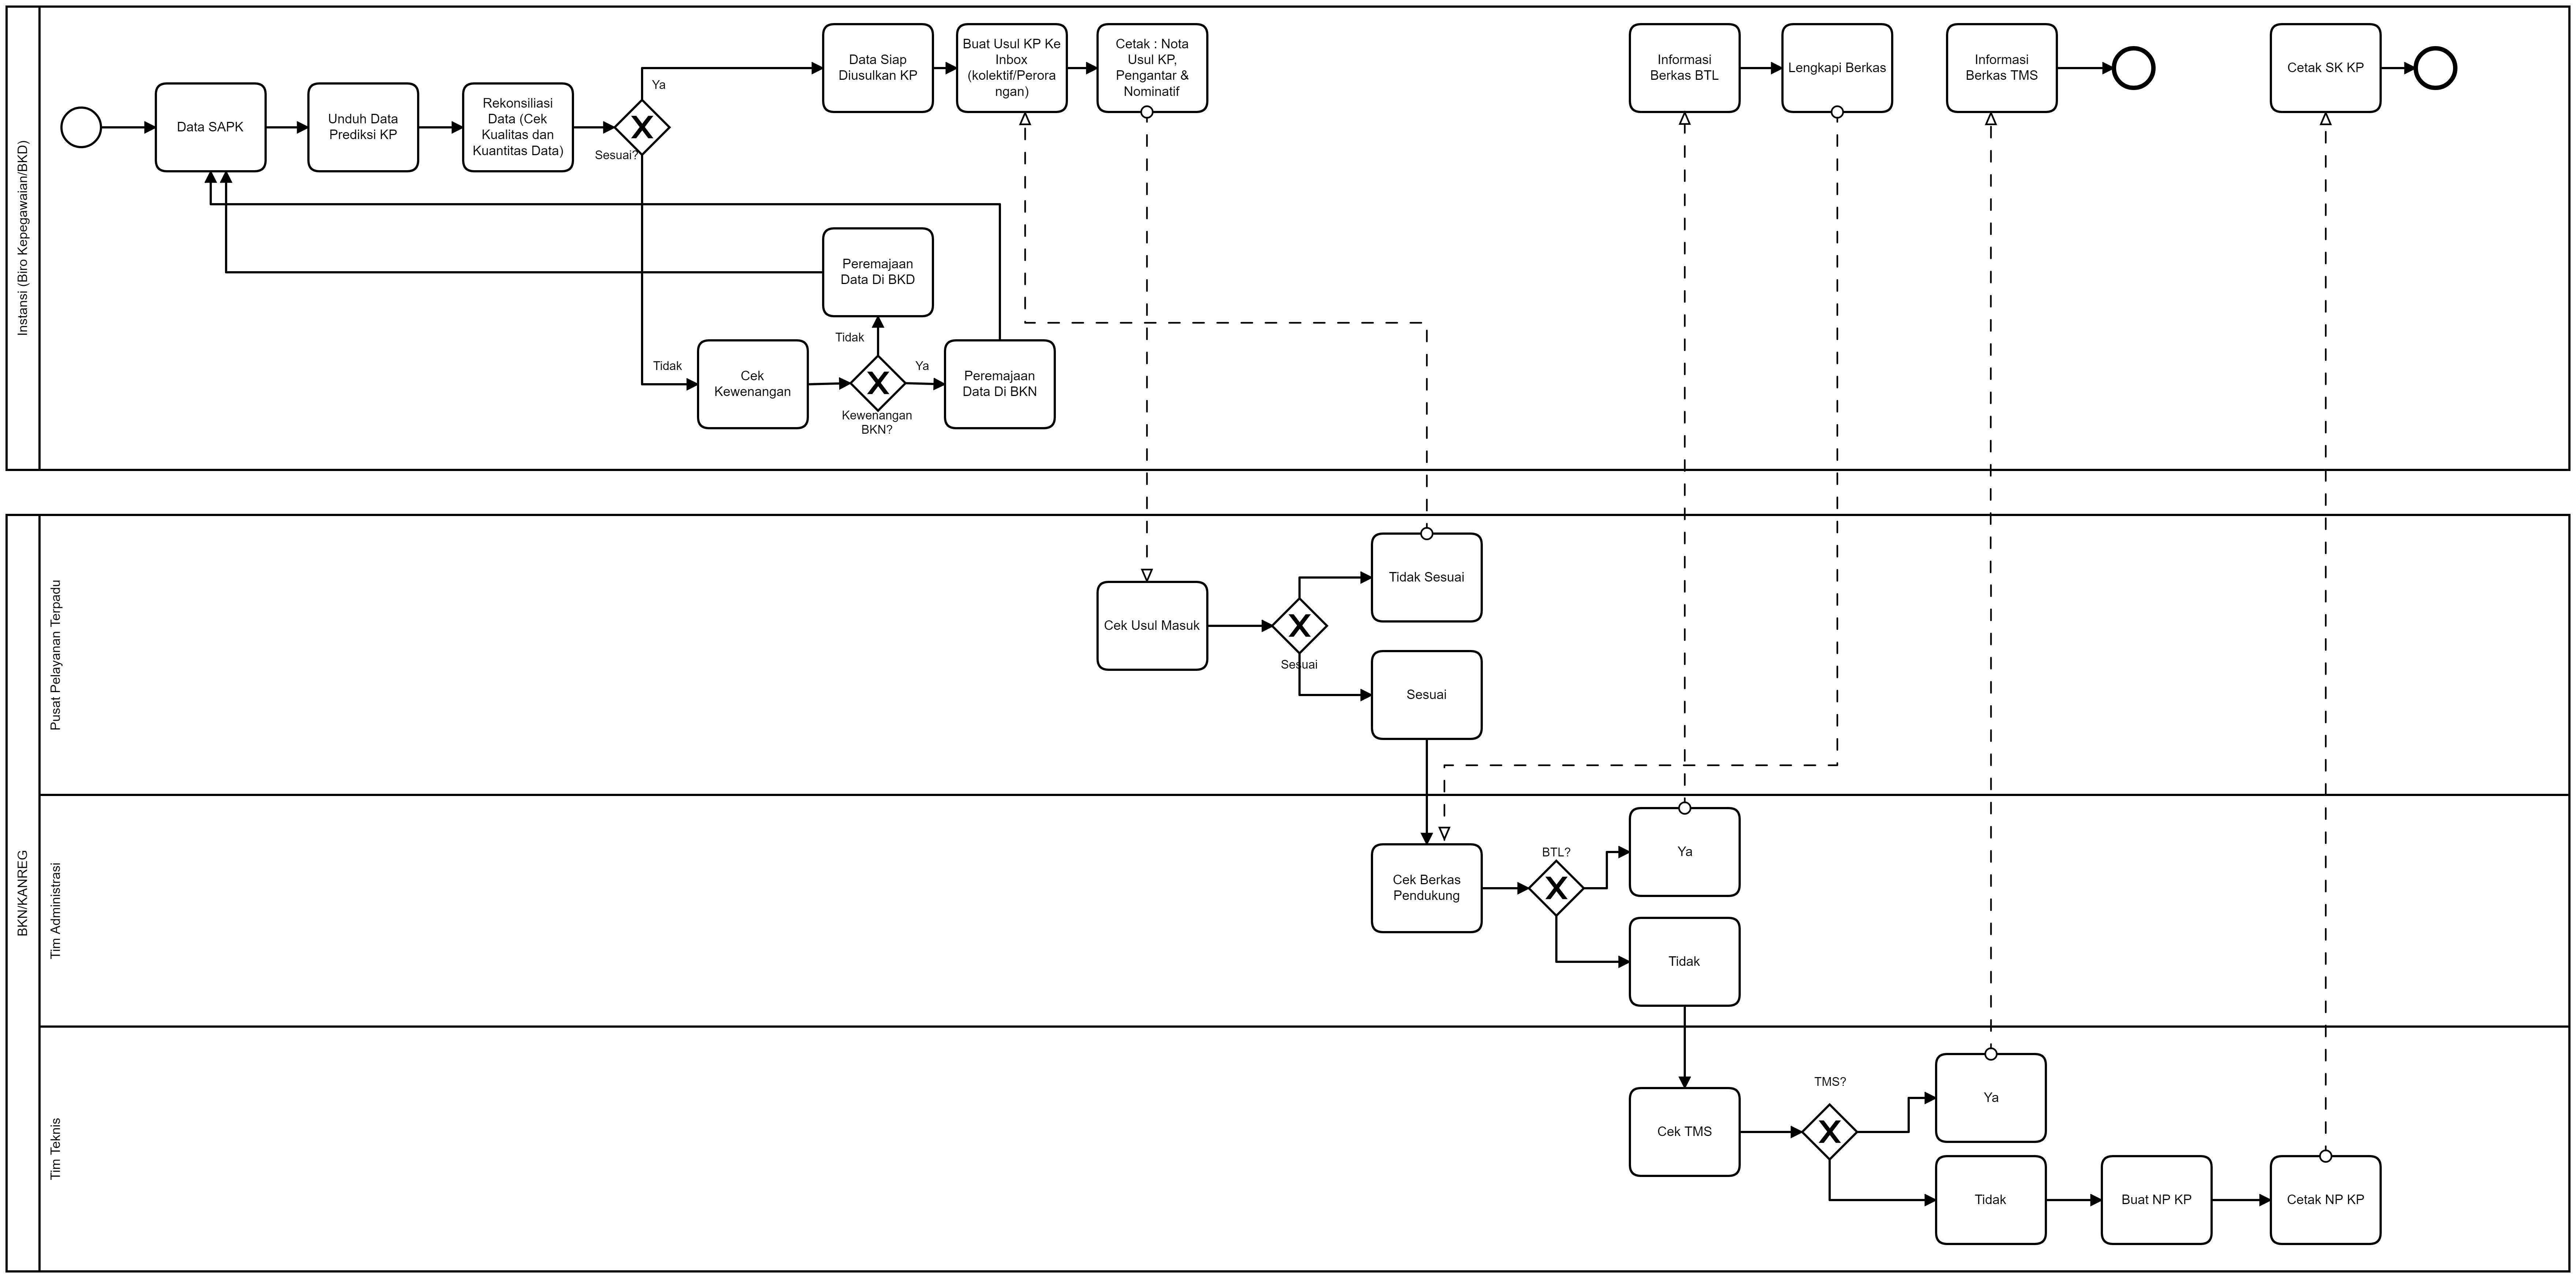 Instansi (Biro Kepegawaian/BKD)
Data SAPK
Unduh Data
Prediksi KP
Rekonsiliasi
Data (Cek
Kualitas dan
Kuantitas Data)
Sesuai?
Ya
Tidak
Data Siap
Diusulkan KP
Buat Usul KP Ke
Inbox
(kolektif/Perora
ngan)
Cetak : Nota
Usul KP,
Pengantar &
Nominatif
Informasi
Berkas BTL
Lengkapi Berkas
Informasi
Berkas TMS
Cetak SK KP
Peremajaan
Data Di BKD
Tidak
Cek
Kewenangan
Kewenangan
BKN?
Ya
Peremajaan
Data Di BKN
BKN/KANREG
Pusat Pelayanan Terpadu
Cek Usul Masuk
Sesuai
Tidak Sesuai
Sesuai
Tim Administrasi
Cek Berkas
Pendukung
BTL?
Ya
Tidak
Tim Teknis
Cek TMS
TMS?
Ya
Tidak
Buat NP KP
Cetak NP KP